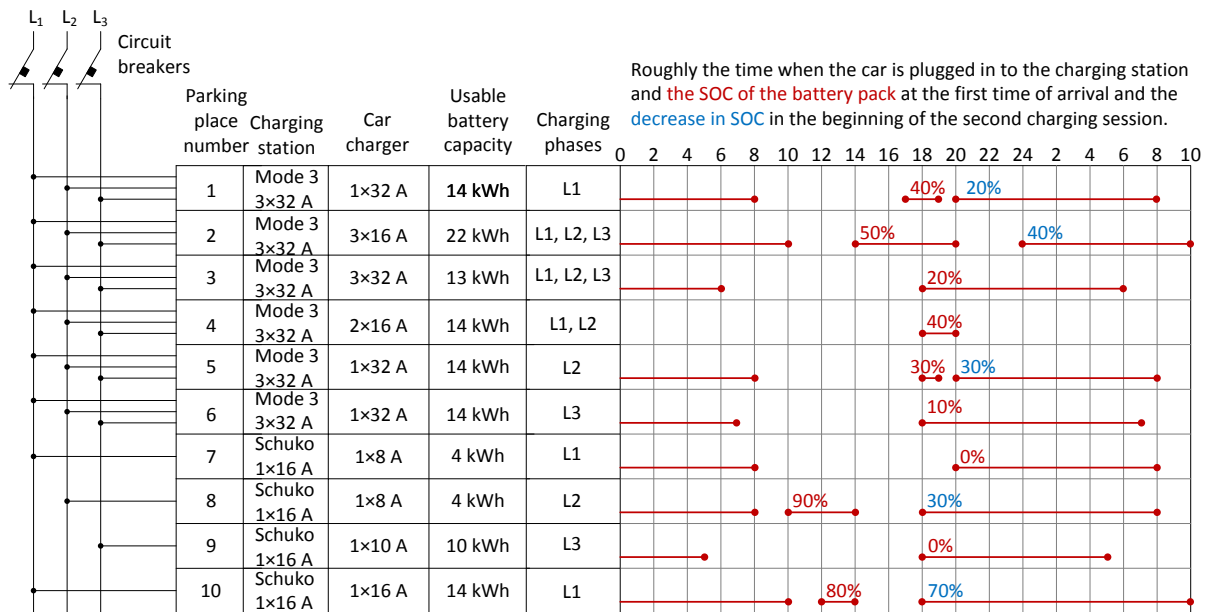 L1 L2 L3
Circuit
breakers
Roughly the time when the car is plugged in to the charging station
and the SOC of the battery pack at the first time of arrival and the
decrease in SOC in the beginning of the second charging session.
Parking
place
number
Charging
station
Car
charger
Usable
battery
capacity
Charging
phases
0 2 4 6 8 10 12 14 16 18 20 22 24 2 4 6 8 10
1
Mode 3
3×32 A
1×32 A
14 kWh
L1
40%
20%
2
Mode 3
3×32 A
3×16 A
22 kWh
L1, L2, L3
50%
40%
3
Mode 3
3×32 A
3×32 A
13 kWh
L1, L2, L3
20%
4
Mode 3
3×32 A
2×16 A
14 kWh
L1, L2
40%
5
Mode 3
3×32 A
1×32 A
14 kWh
L2
30%
30%
6
Mode 3
3×32 A
1×32 A
14 kWh
L3
10%
7
Schuko
1×16 A
1×8 A
4 kWh
L1
0%
8
Schuko
1×16 A
1×8 A
4 kWh
L2
90%
30%
9
Schuko
1×16 A
1×10 A
10 kWh
L3
0%
10
Schuko
1×16 A
1×16 A
14 kWh
L1
80%
70%